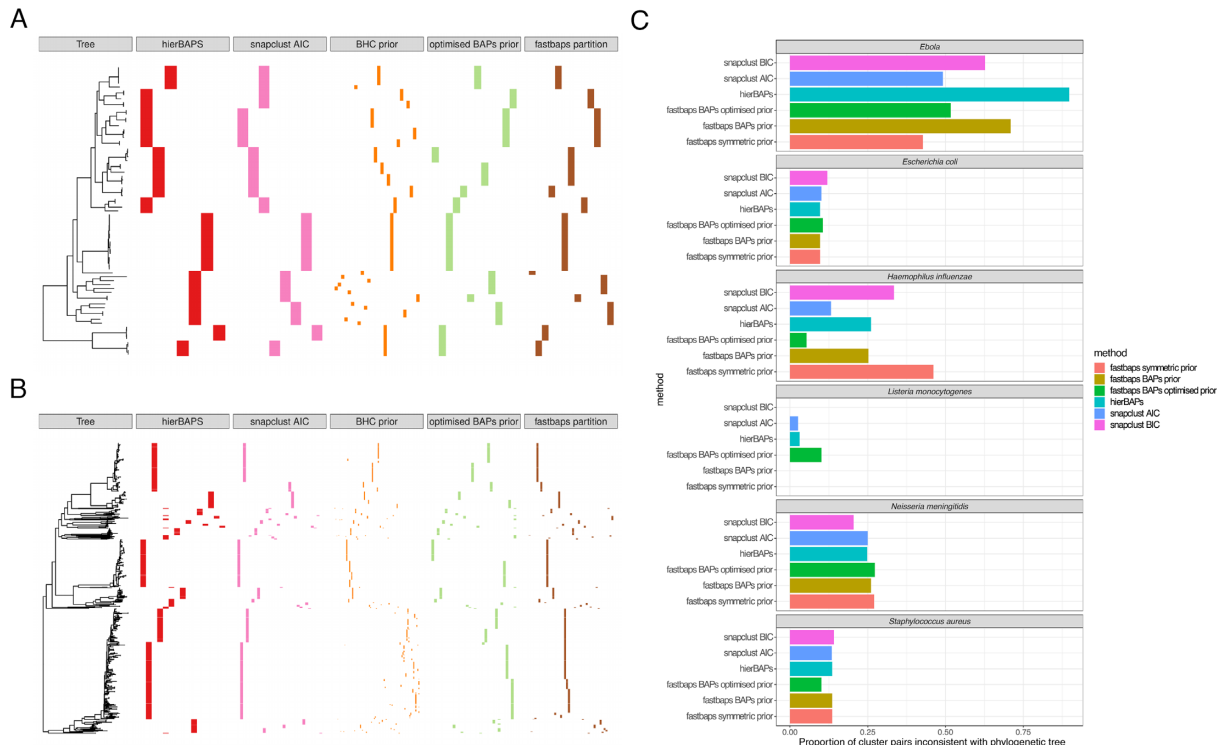 A
Tree
hierBAPS
snapclust AIC
BHC prior
optimised BAPs prior
fastbaps partition
B
Tree
hierBAPS
snapclust AIC
BHC prior
optimised BAPs prior
fastbaps partition
C
method
Ebola
snapclust BIC
snapclust AIC
hierBAPs
fastbaps BAPs optimised prior
fastbaps BAPs prior
fastbaps symmetric prior
Escherichia coli
snapclust BIC
snapclust AIC
hierBAPs
fastbaps BAPs optimised prior
fastbaps BAPs prior
fastbaps symmetric prior
Haemophilus influenzae
snapclust BIC
snapclust AIC
hierBAPs
fastbaps BAPs optimised prior
fastbaps BAPs prior
fastbaps symmetric prior
Listeria monocytogenes
snapclust BIC
snapclust AIC
hierBAPs
fastbaps BAPs optimised prior
fastbaps BAPs prior
fastbaps symmetric prior
Neisseria meningitidis
snapclust BIC
snapclust AIC
hierBAPs
fastbaps BAPs optimised prior
fastbaps BAPs prior
fastbaps symmetric prior
Staphylococcus aureus
snapclust BIC
snapclust AIC
hierBAPs
fastbaps BAPs optimised prior
fastbaps BAPs prior
fastbaps symmetric prior
0.00 0.25 0.50 0.75
Proportion of cluster pairs inconsistent with phylogenetic tree
method
fastbaps symmetric prior
fastbaps BAPs prior
fastbaps BAPs optimised prior
hierBAPs
snapclust AIC
snapclust BIC